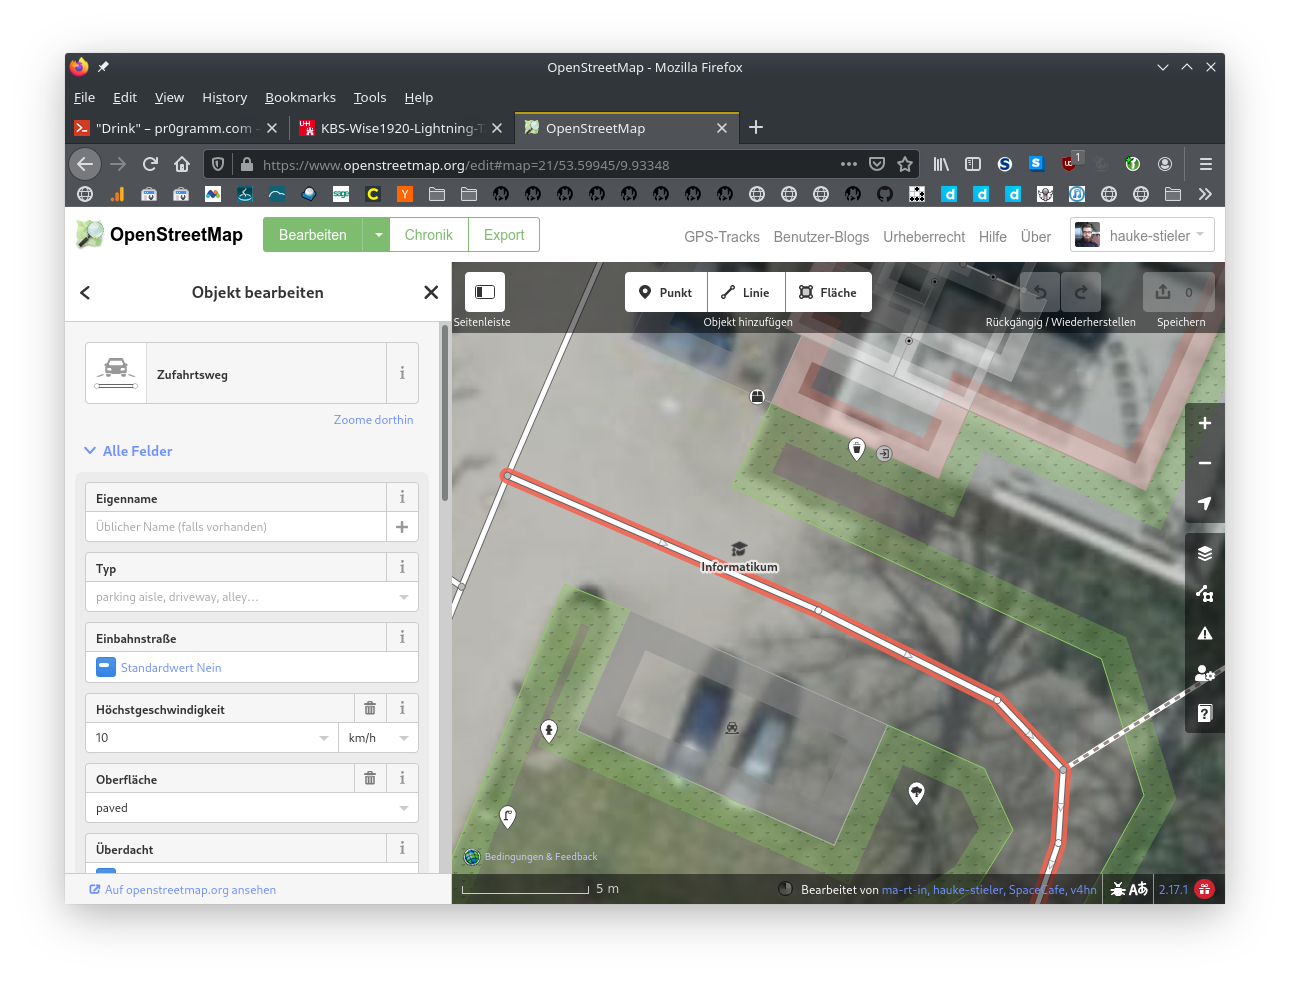 OpenStreetMap - Mozilla Firefox
File Edit View History Bookmarks Tools Help
"Drink" – pr0gramm.com -
KBS-Wise1920-Lightning-T
OpenStreetMap
https://www.openstreetmap.org/edit#map=21/53.59945/9.93348
1
OpenStreetMap
Bearbeiten
Chronik
Export
GPS-Tracks
Benutzer-Blogs
Urheberrecht
Hilfe
Über
hauke-stieler
Objekt bearbeiten
Zufahrtsweg
Zoome dorthin
Alle Felder
Eigenname
Üblicher Name (falls vorhanden)
Typ
parking aisle, driveway, alley...
Einbahnstraße
Standardwert Nein
Höchstgeschwindigkeit
10
km/h
Oberfläche
paved
Überdacht
Auf openstreetmap.org ansehen
Seitenleiste
Punkt
Linie
Fläche
Objekt hinzufügen
Rückgängig / Wiederherstellen
0
Speichern
Informatikum
Bedingungen & Feedback
5 m
Bearbeitet von ma-rt-in, hauke-stieler, SpaceCafe, v4hn
Aあ
2.17.1